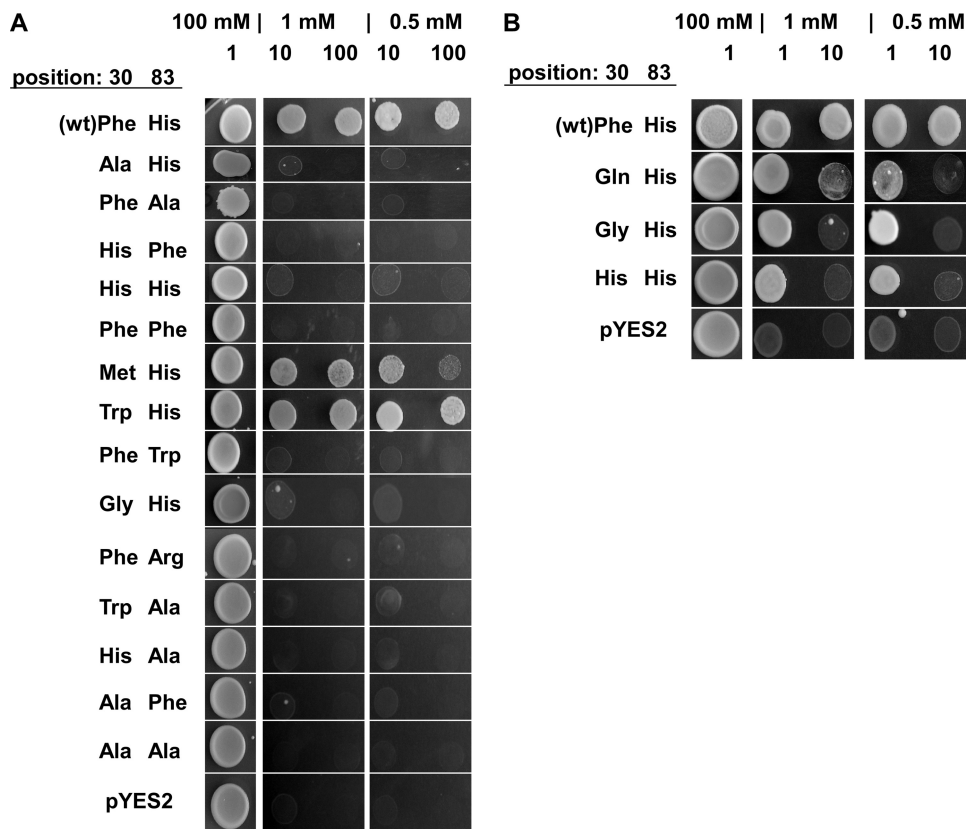 A
100 mM | 1 mM | 0.5 mM
1 10 100 10 100
position: 30 83
(wt)Phe His
Ala His
Phe Ala
His Phe
His His
Phe Phe
Met His
Trp His
Phe Trp
Gly His
Phe Arg
Trp Ala
His Ala
Ala Phe
Ala Ala
pYES2
B
100 mM | 1 mM | 0.5 mM
1 1 10 1 10
position: 30 83
(wt)Phe His
Gln His
Gly His
His His
pYES2